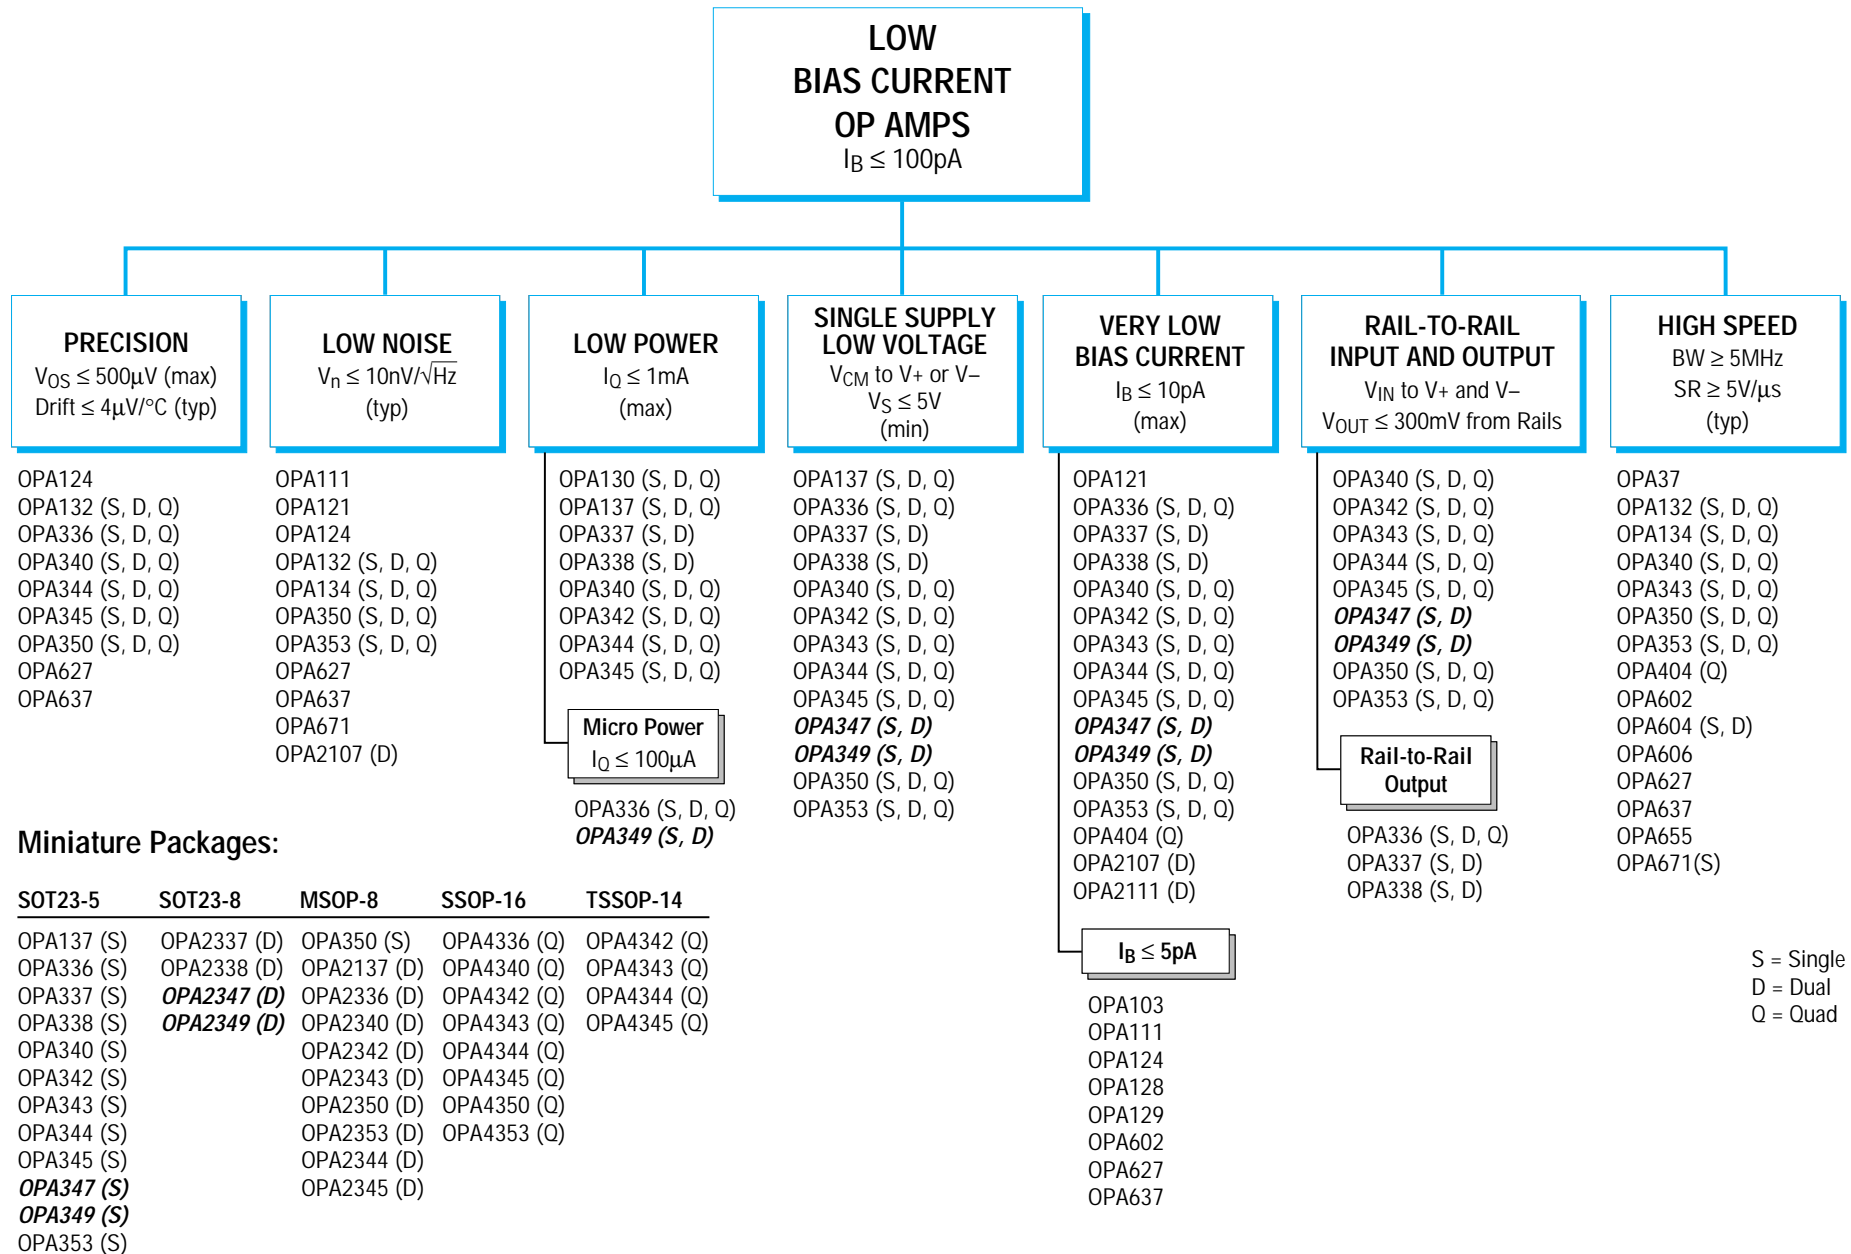 LOW
BIAS CURRENT
OP AMPS
IB ≤ 100pA
PRECISION
VOS ≤ 500µV (max)
Drift ≤ 4µV/°C (typ)
OPA124
OPA132 (S, D, Q)
OPA336 (S, D, Q)
OPA340 (S, D, Q)
OPA344 (S, D, Q)
OPA345 (S, D, Q)
OPA350 (S, D, Q)
OPA627
OPA637
LOW NOISE
Vn ≤ 10nV/√Hz
(typ)
OPA111
OPA121
OPA124
OPA132 (S, D, Q)
OPA134 (S, D, Q)
OPA350 (S, D, Q)
OPA353 (S, D, Q)
OPA627
OPA637
OPA671
OPA2107 (D)
LOW POWER
IQ ≤ 1mA
(max)
OPA130 (S, D, Q)
OPA137 (S, D, Q)
OPA337 (S, D)
OPA338 (S, D)
OPA340 (S, D, Q)
OPA342 (S, D, Q)
OPA344 (S, D, Q)
OPA345 (S, D, Q)
Micro Power
IQ ≤ 100µA
OPA336 (S, D, Q)
OPA349 (S, D)
SINGLE SUPPLY
LOW VOLTAGE
VCM to V+ or V–
VS ≤ 5V
(min)
OPA137 (S, D, Q)
OPA336 (S, D, Q)
OPA337 (S, D)
OPA338 (S, D)
OPA340 (S, D, Q)
OPA342 (S, D, Q)
OPA343 (S, D, Q)
OPA344 (S, D, Q)
OPA345 (S, D, Q)
OPA347 (S, D)
OPA349 (S, D)
OPA350 (S, D, Q)
OPA353 (S, D, Q)
VERY LOW
BIAS CURRENT
IB ≤ 10pA
(max)
OPA121
OPA336 (S, D, Q)
OPA337 (S, D)
OPA338 (S, D)
OPA340 (S, D, Q)
OPA342 (S, D, Q)
OPA343 (S, D, Q)
OPA344 (S, D, Q)
OPA345 (S, D, Q)
OPA347 (S, D)
OPA349 (S, D)
OPA350 (S, D, Q)
OPA353 (S, D, Q)
OPA404 (Q)
OPA2107 (D)
OPA2111 (D)
IB ≤ 5pA
OPA103
OPA111
OPA124
OPA128
OPA129
OPA602
OPA627
OPA637
RAIL-TO-RAIL
INPUT AND OUTPUT
VIN to V+ and V–
VOUT ≤ 300mV from Rails
OPA340 (S, D, Q)
OPA342 (S, D, Q)
OPA343 (S, D, Q)
OPA344 (S, D, Q)
OPA345 (S, D, Q)
OPA347 (S, D)
OPA349 (S, D)
OPA350 (S, D, Q)
OPA353 (S, D, Q)
Rail-to-Rail
Output
OPA336 (S, D, Q)
OPA337 (S, D)
OPA338 (S, D)
HIGH SPEED
BW ≥ 5MHz
SR ≥ 5V/µs
(typ)
OPA37
OPA132 (S, D, Q)
OPA134 (S, D, Q)
OPA340 (S, D, Q)
OPA343 (S, D, Q)
OPA350 (S, D, Q)
OPA353 (S, D, Q)
OPA404 (Q)
OPA602
OPA604 (S, D)
OPA606
OPA627
OPA637
OPA655
OPA671(S)
Miniature Packages:
SOT23-5 SOT23-8 MSOP-8 SSOP-16 TSSOP-14
OPA137 (S) OPA2337 (D) OPA350 (S) OPA4336 (Q) OPA4342 (Q)
OPA336 (S) OPA2338 (D) OPA2137 (D) OPA4340 (Q) OPA4343 (Q)
OPA337 (S) OPA2347 (D) OPA2336 (D) OPA4342 (Q) OPA4344 (Q)
OPA338 (S) OPA2349 (D) OPA2340 (D) OPA4343 (Q) OPA4345 (Q)
OPA340 (S) OPA2342 (D) OPA4344 (Q)
OPA342 (S) OPA2343 (D) OPA4345 (Q)
OPA343 (S) OPA2350 (D) OPA4350 (Q)
OPA344 (S) OPA2353 (D) OPA4353 (Q)
OPA345 (S) OPA2344 (D)
OPA347 (S) OPA2345 (D)
OPA349 (S)
OPA353 (S)
S = Single
D = Dual
Q = Quad